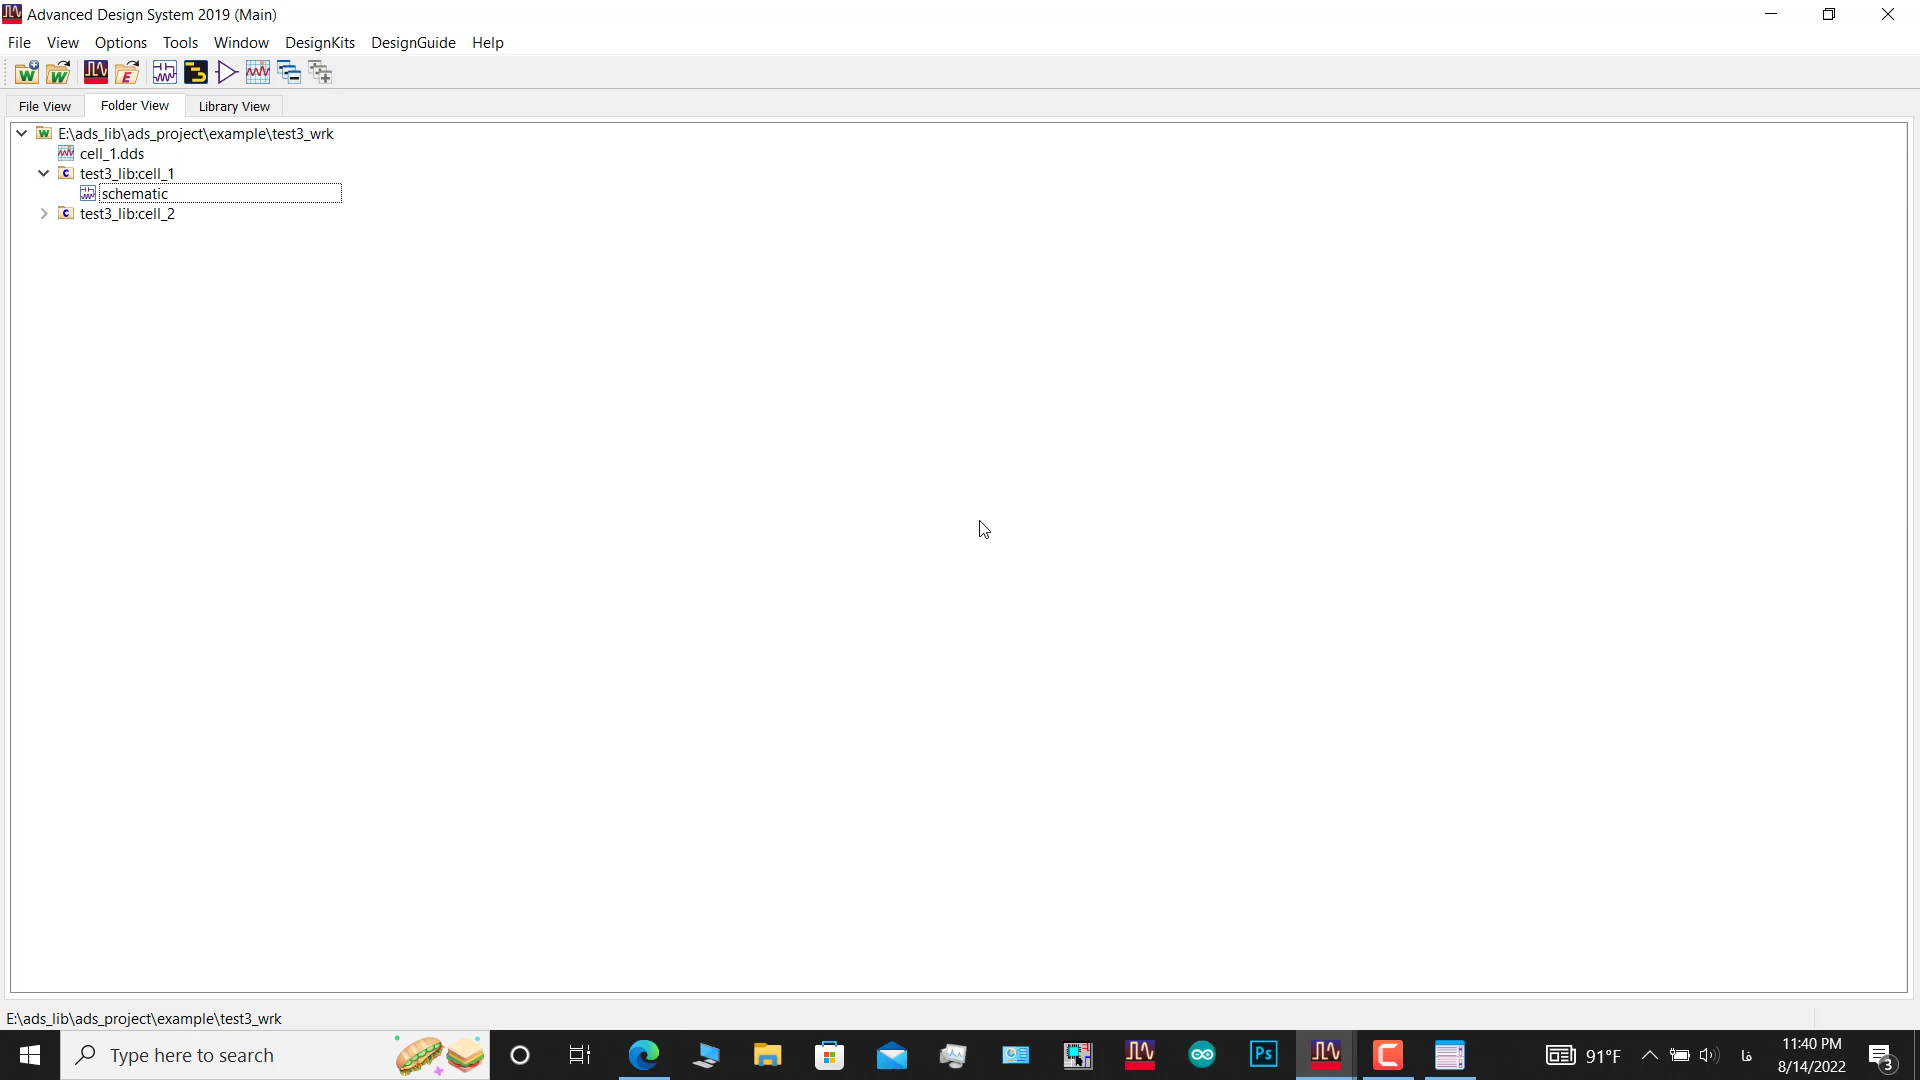 Advanced Design System 2019 (Main)
File View Options Tools Window DesignKits DesignGuide Help
File View Folder View Library View
E:\ads_lib\ads_project\example\test3_wrk
cell_1.dds
test3_lib:cell_1
schematic
test3_lib:cell_2
E:\ads_lib\ads_project\example\test3_wrk
Type here to search
Ps
91°F
فا
11:40 PM
8/14/2022
3